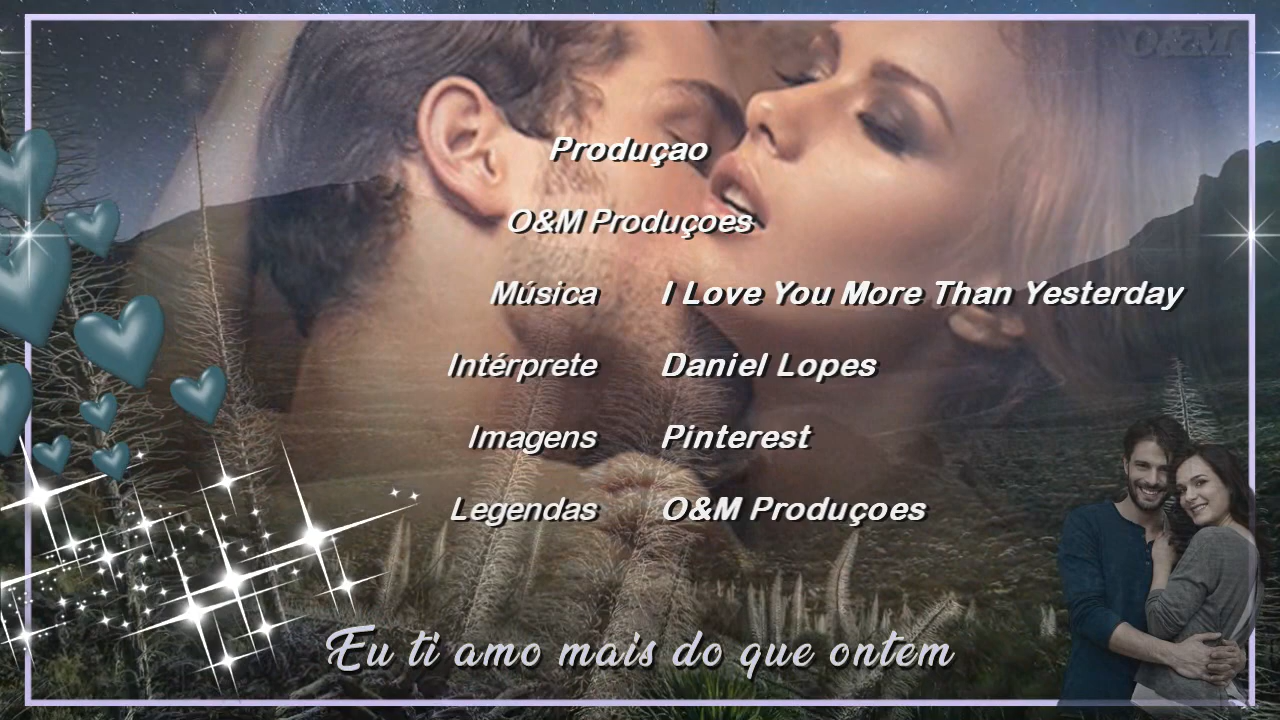 O&M
Produçao
O&M Produçoes
Música I Love You More Than Yesterday
Intérprete Daniel Lopes
Imagens Pinterest
Legendas O&M Produçoes
Eu ti amo mais do que ontem